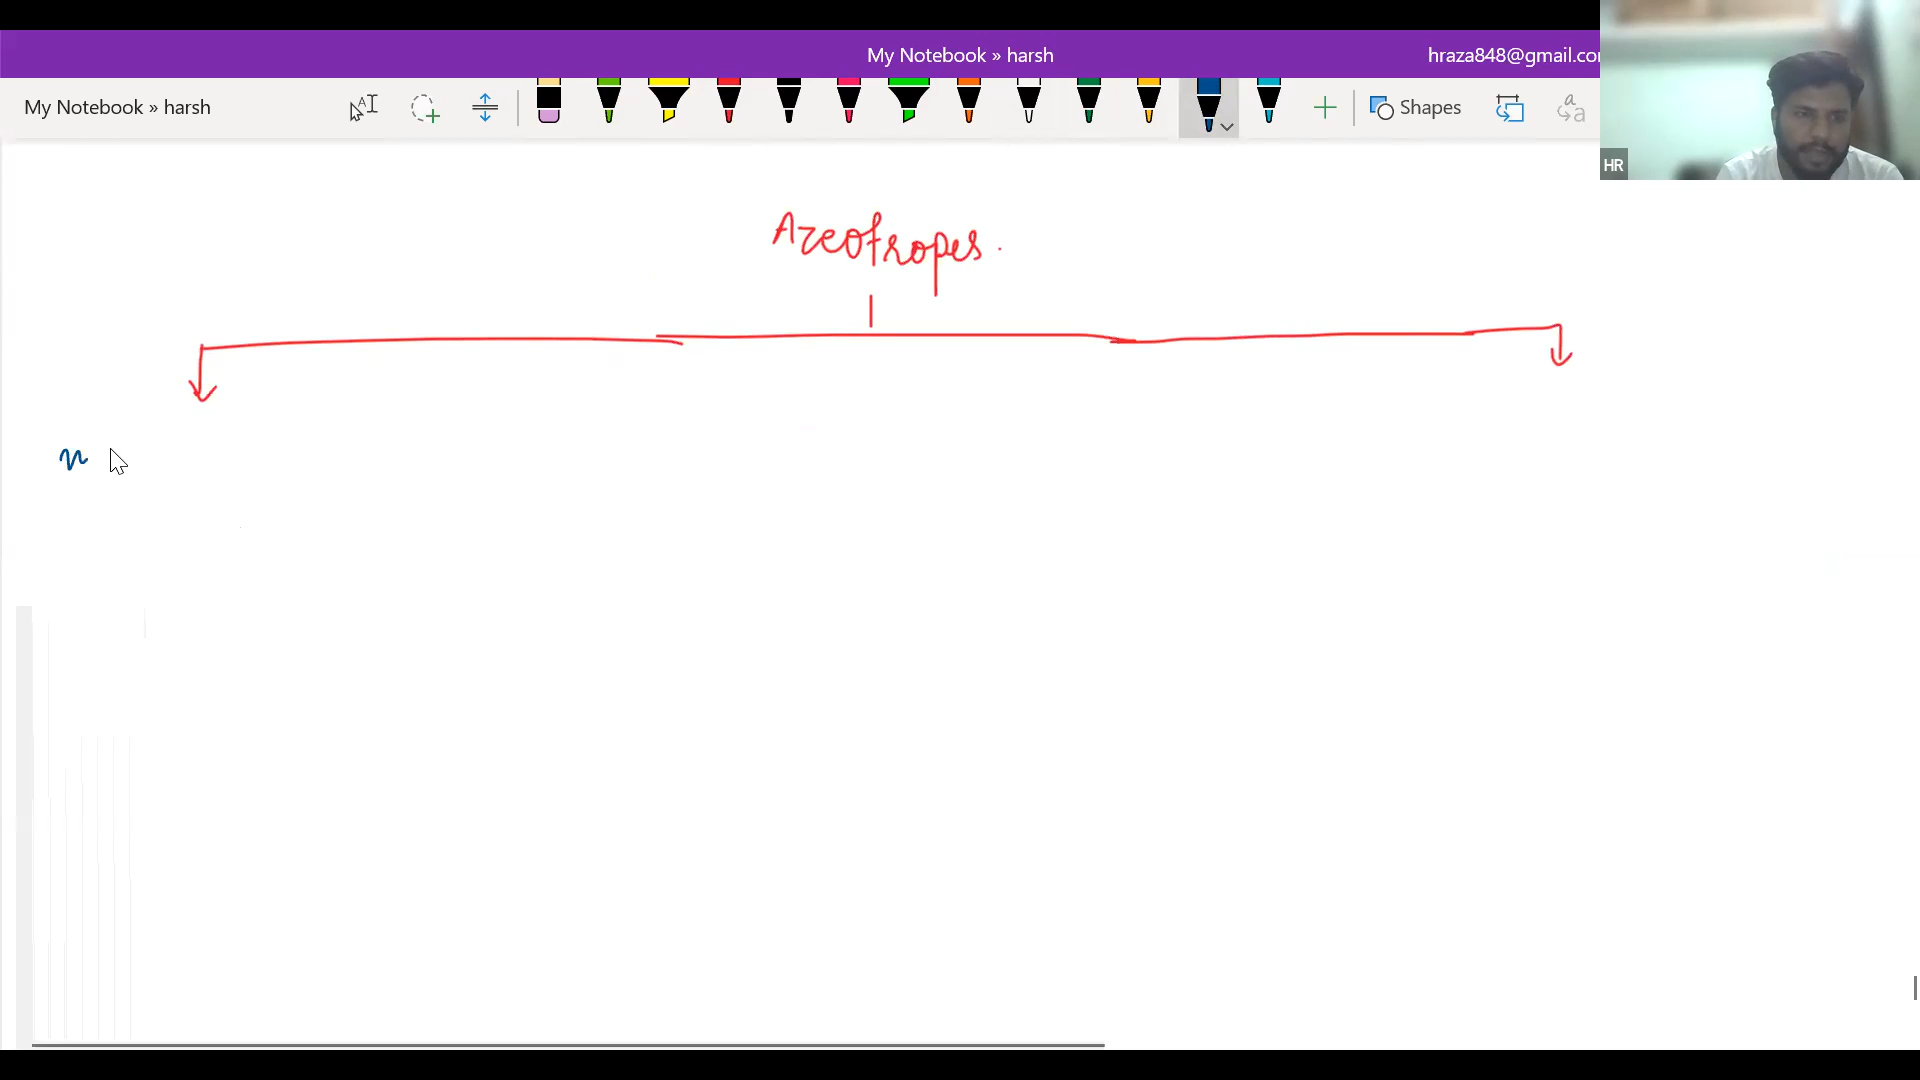 My Notebook » harsh
hraza848@gmail.co
My Notebook » harsh
Shapes
HR
Azeotropes.
n